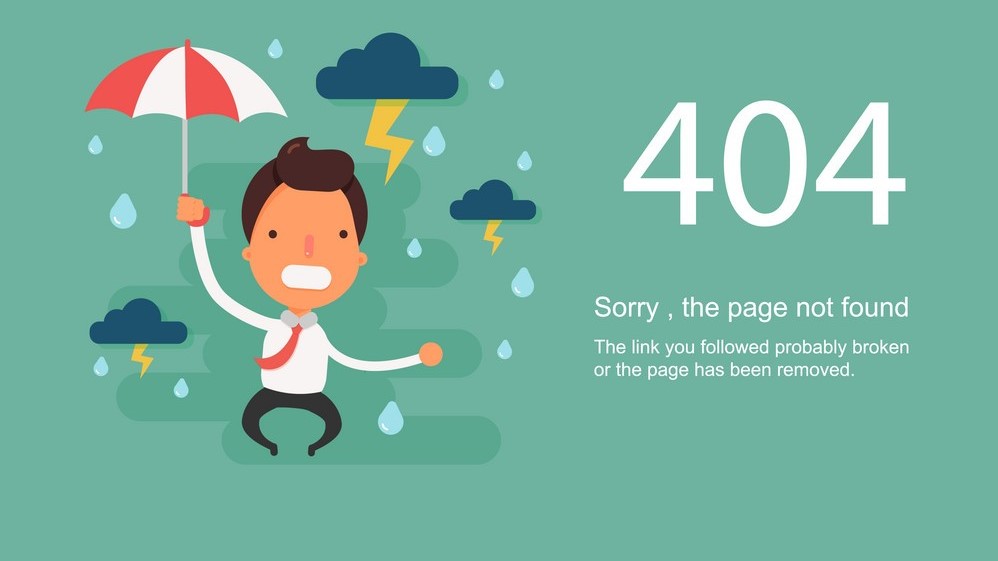 404
Sorry , the page not found
The link you followed probably broken
or the page has been removed.